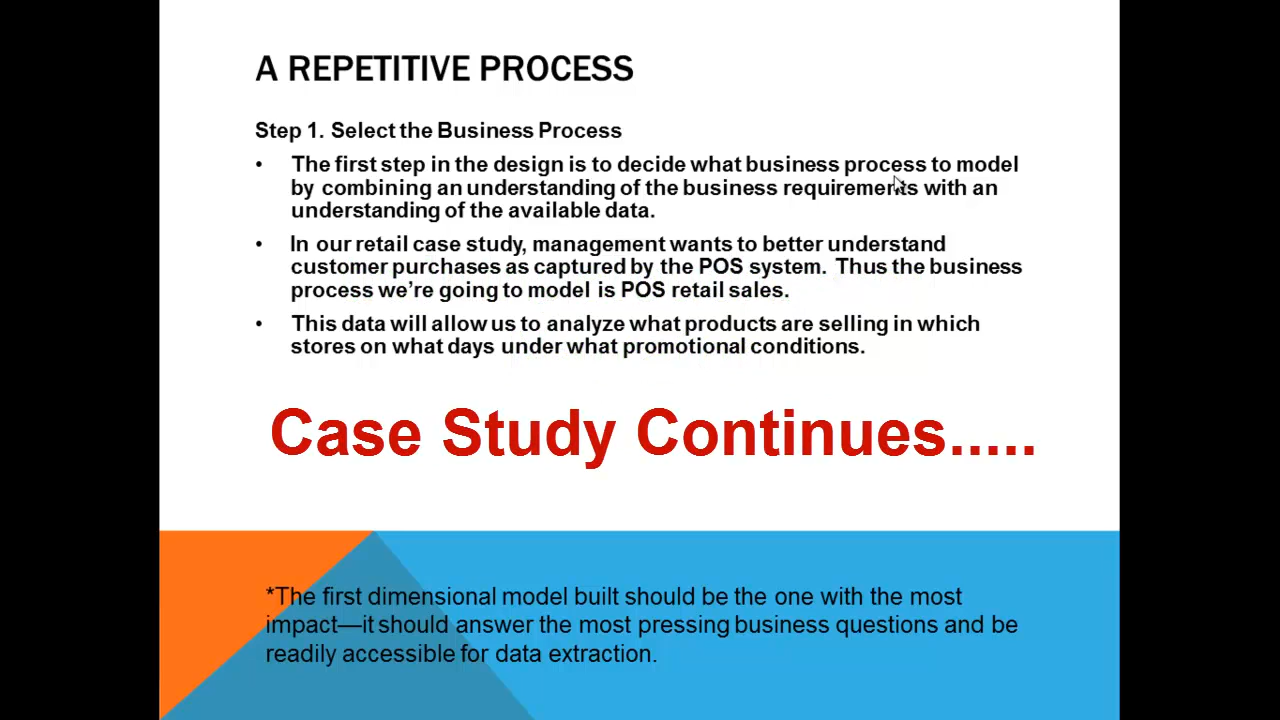 A REPETITIVE PROCESS
Step 1. Select the Business Process
• The first step in the design is to decide what business process to model
by combining an understanding of the business requirements with an
understanding of the available data.
• In our retail case study, management wants to better understand
customer purchases as captured by the POS system. Thus the business
process we’re going to model is POS retail sales.
• This data will allow us to analyze what products are selling in which
stores on what days under what promotional conditions.
Case Study Continues.....
*The first dimensional model built should be the one with the most
impact—it should answer the most pressing business questions and be
readily accessible for data extraction.